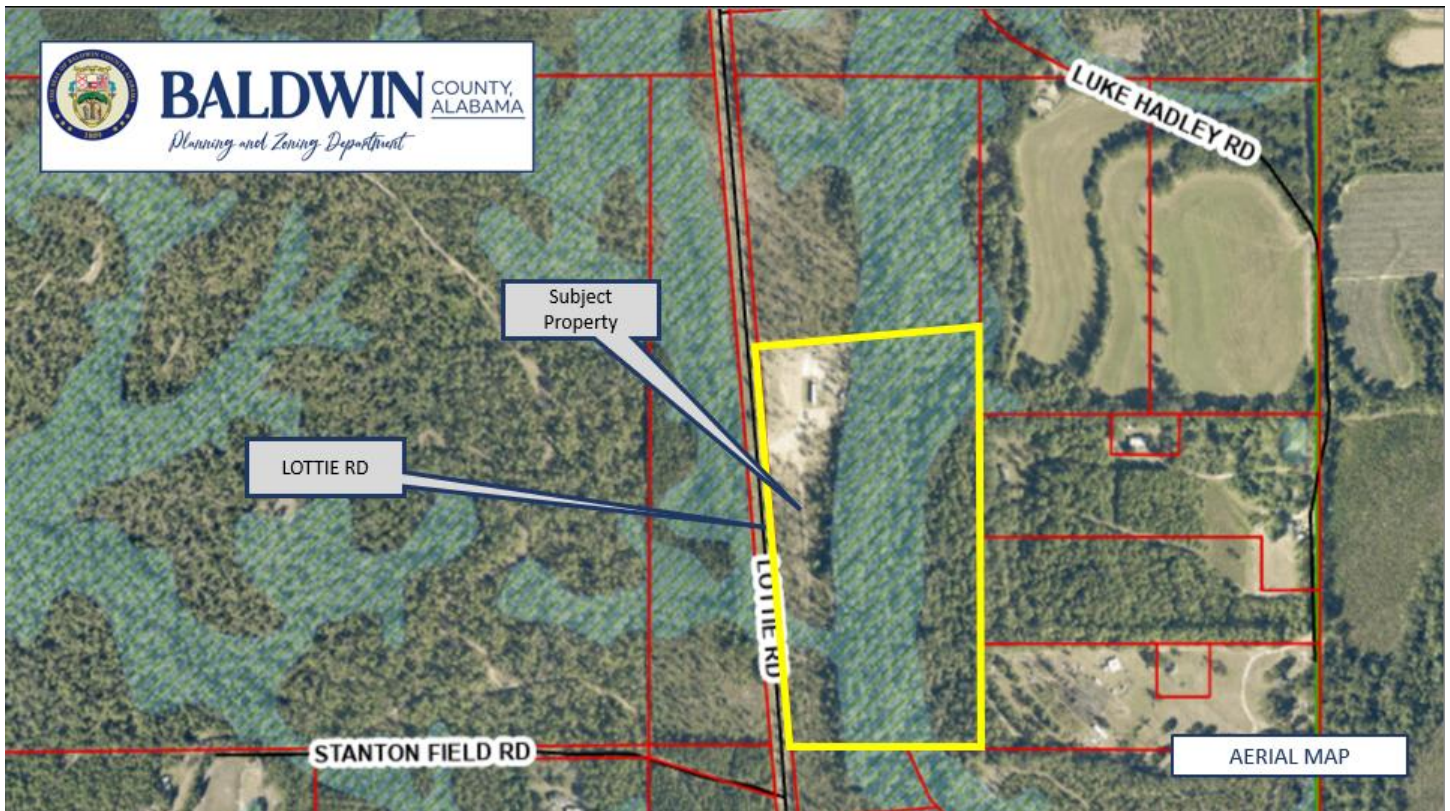 BALDWIN COUNTY,
ALABAMA
Planning and Zoning Department
LUKE HADLEY RD
Subject
Property
LOTTIE RD
LOTTIE RD
STANTON FIELD RD
AERIAL MAP
1809